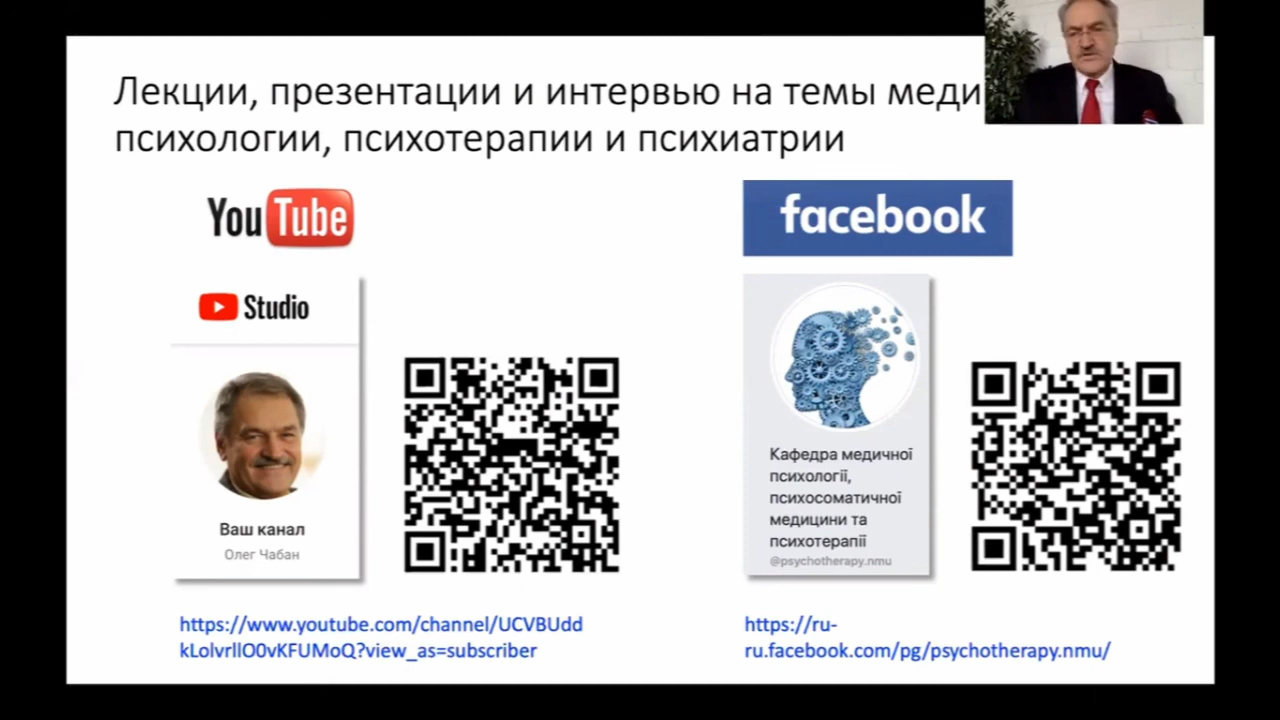 Лекции, презентации и интервью на темы меди
психологии, психотерапии и психиатрии
YouTube
facebook
Studio
Ваш канал
Олег Чабан
Кафедра медичної
психології,
психосоматичної
медицини та
психотерапії
@psychotherapy.nmu
https://www.youtube.com/channel/UCVBUdd
kLolvrllO0vKFUMoQ?view_as=subscriber
https://ru-
ru.facebook.com/pg/psychotherapy.nmu/